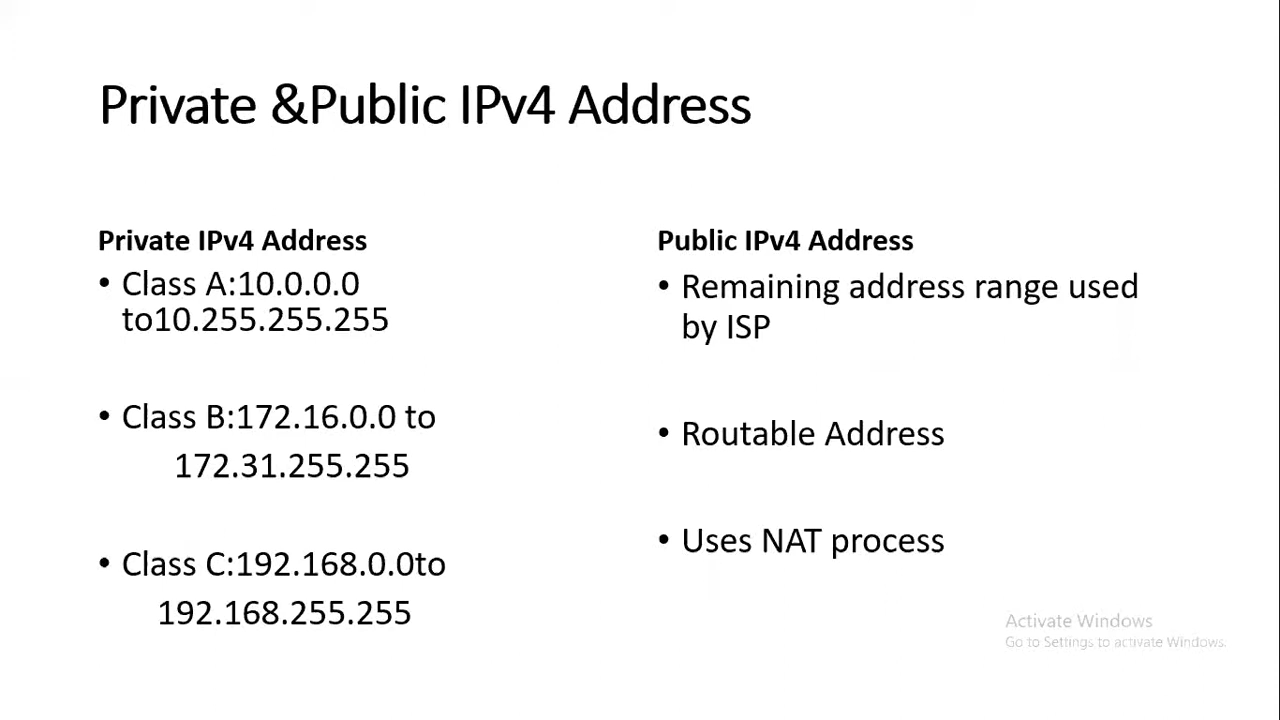 Private &Public IPv4 Address
Private IPv4 Address
• Class A:10.0.0.0
to10.255.255.255
• Class B:172.16.0.0 to
172.31.255.255
• Class C:192.168.0.0to
192.168.255.255
Public IPv4 Address
• Remaining address range used
by ISP
• Routable Address
• Uses NAT process
Activate Windows
Go to Settings to activate Windows.